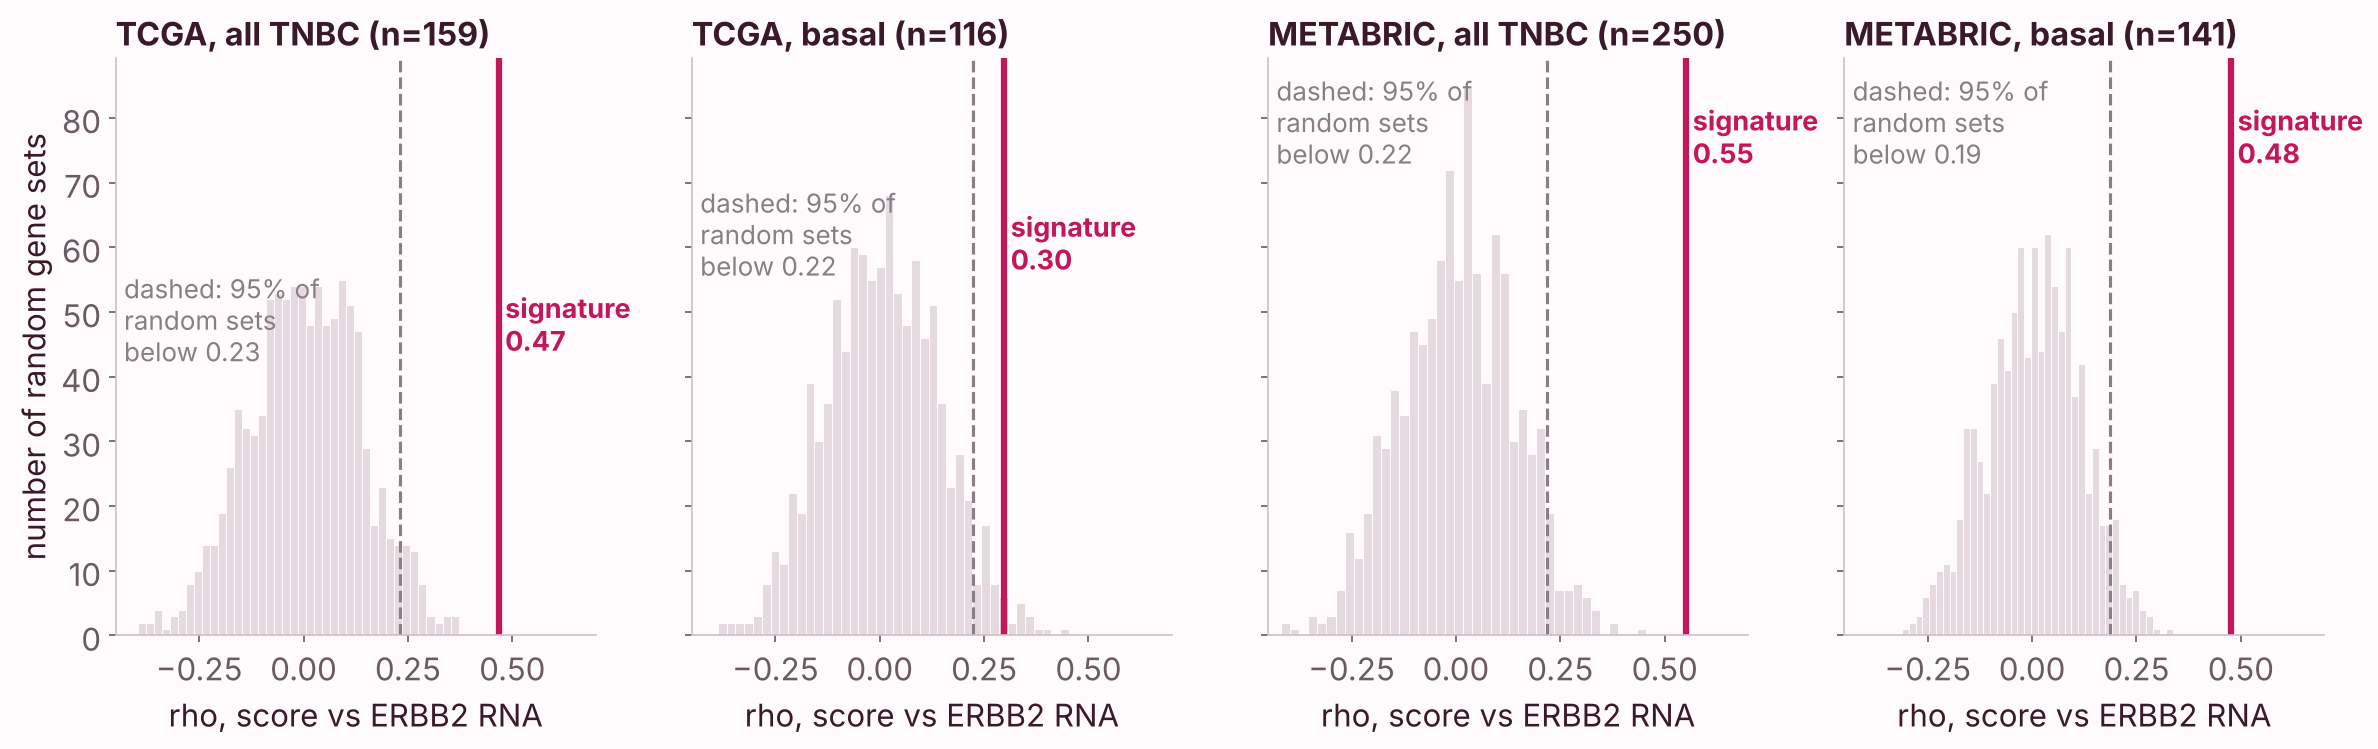 TCGA, all TNBC (n=159)
number of random gene sets
80
70
60
50
40
30
20
10
0
dashed: 95% of
random sets
below 0.23
signature
0.47
−0.25 0.00 0.25 0.50
rho, score vs ERBB2 RNA
TCGA, basal (n=116)
dashed: 95% of
random sets
below 0.22
signature
0.30
−0.25 0.00 0.25 0.50
rho, score vs ERBB2 RNA
METABRIC, all TNBC (n=250)
dashed: 95% of
random sets
below 0.22
signature
0.55
−0.25 0.00 0.25 0.50
rho, score vs ERBB2 RNA
METABRIC, basal (n=141)
dashed: 95% of
random sets
below 0.19
signature
0.48
−0.25 0.00 0.25 0.50
rho, score vs ERBB2 RNA